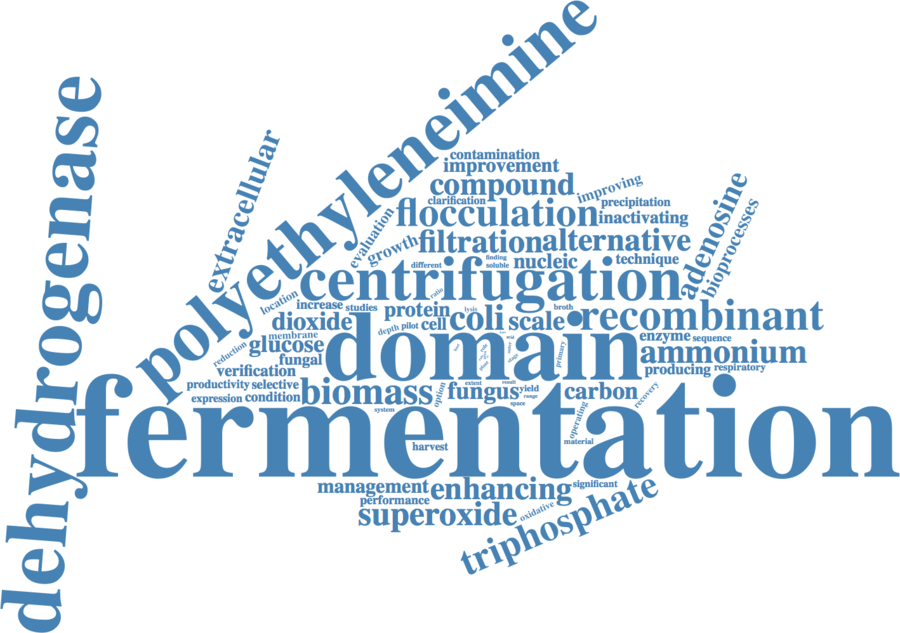 dehydrogenase
polyethyleneimine
extracellular
contamination
improvement
compound
improving
clarification
precipitation
flocculation
inactivating
evaluation
growth
filtration
alternative
adenosine
bioprocesses
finding
different
soluble
nucleic
technique
centrifugation
location
ratio
increase
studies
protein
lysis
broth
dioxide
depth
pilot
cell
coli
scale
recombinant
membrane
enzyme
sequence
reduction
glucose
domain
primary
ammonium
fungal
verification
producing
respiratory
productivity
selective
biomass
option
extent
result
fungus
yield
range
space
carbon
recovery
expression
condition
system
fermentation
operating
material
harvest
management
enhancing
significant
performance
superoxide
oxidative
triphosphate